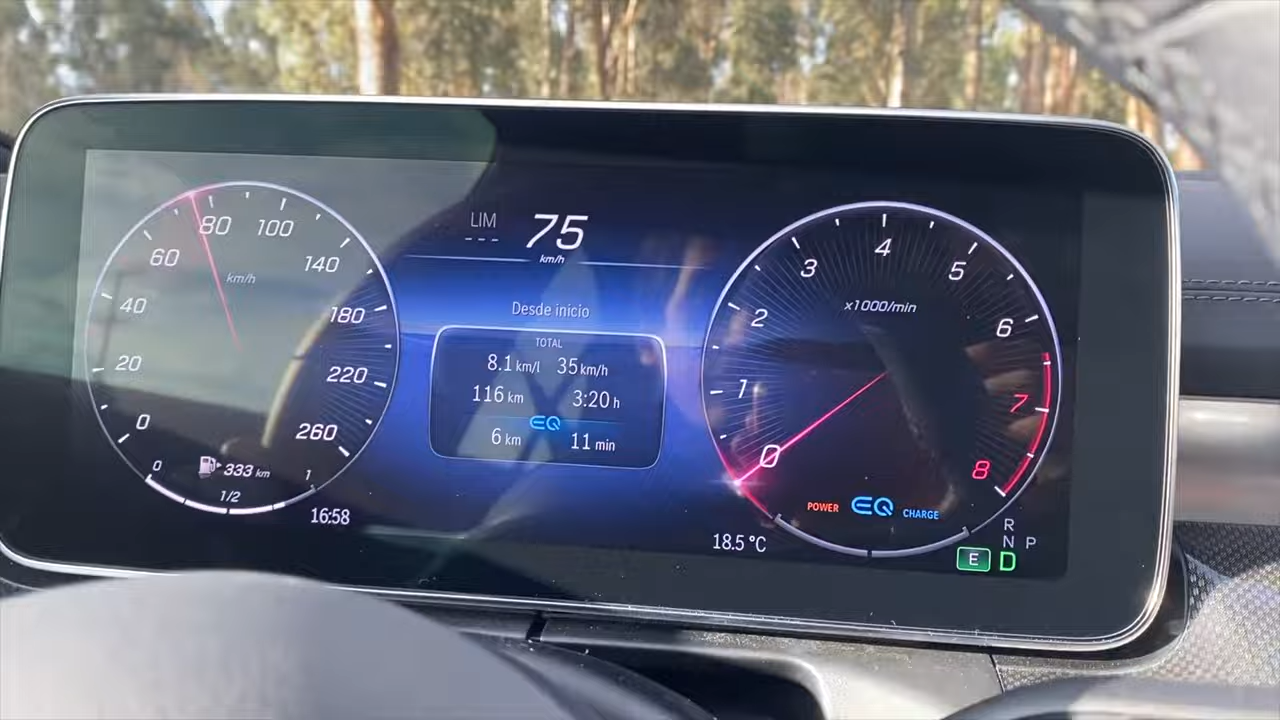 LIM 75
--- km/h
Desde inicio
TOTAL
8.1 km/l 35 km/h
116 km 3:20 h
EQ
6 km 11 min
0 20 40 60 80 100 140 180 220 260
km/h
333 km
0 1/2 1
16:58
0 1 2 3 4 5 6 7 8
x1000/min
POWER EQ CHARGE
18.5 °C
R
N P
E D